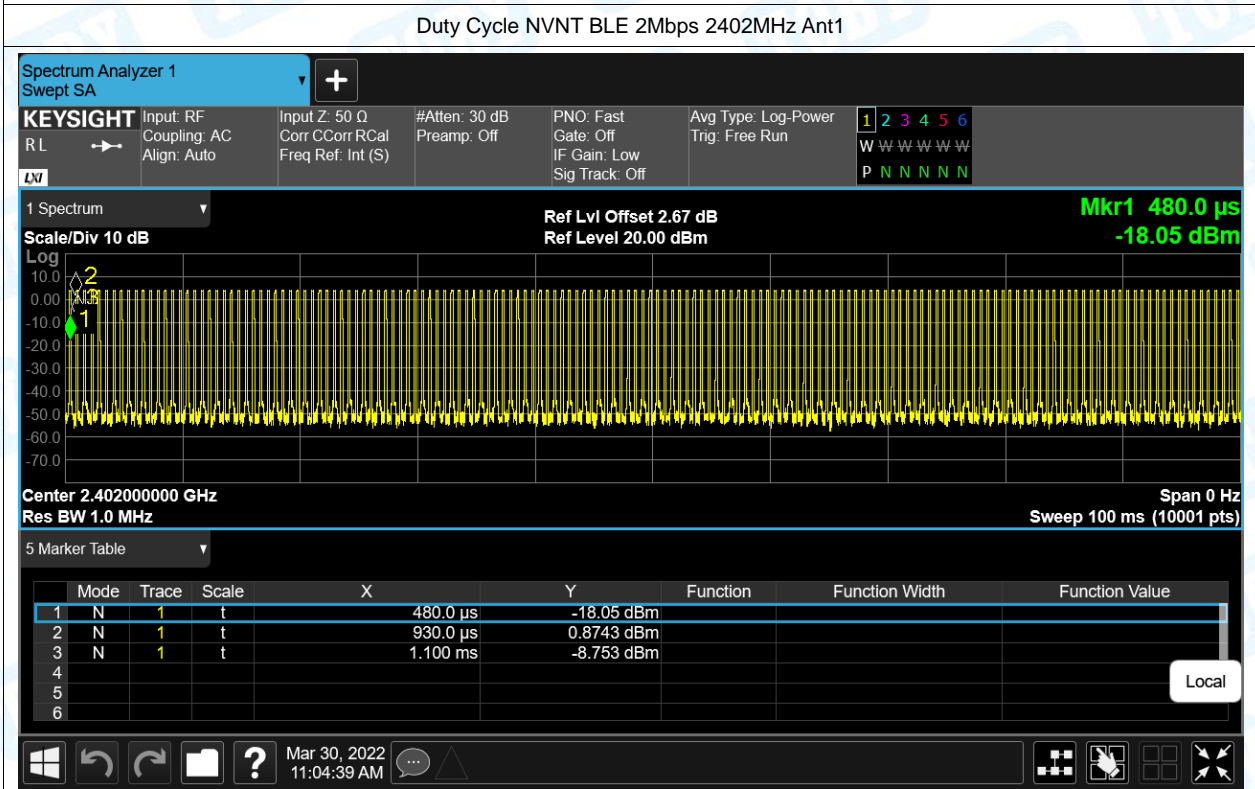 Duty Cycle NVNT BLE 2Mbps 2402MHz Ant1
Spectrum Analyzer 1
Swept SA
KEYSIGHT
RL
LXI
Input: RF
Coupling: AC
Align: Auto
Input Z: 50 Ω
Corr CCorr RCal
Freq Ref: Int (S)
#Atten: 30 dB
Preamp: Off
PNO: Fast
Gate: Off
IF Gain: Low
Sig Track: Off
Avg Type: Log-Power
Trig: Free Run
1 2 3 4 5 6
W W W W W W
P N N N N N
1 Spectrum
Scale/Div 10 dB
Ref Lvl Offset 2.67 dB
Ref Level 20.00 dBm
Mkr1 480.0 µs
-18.05 dBm
Log
10.0
0.00
-10.0
-20.0
-30.0
-40.0
-50.0
-60.0
-70.0
2
3
1
Center 2.402000000 GHz
Res BW 1.0 MHz
Span 0 Hz
Sweep 100 ms (10001 pts)
5 Marker Table
Mode Trace Scale X Y Function Function Width Function Value
1 N 1 t 480.0 µs -18.05 dBm
2 N 1 t 930.0 µs 0.8743 dBm
3 N 1 t 1.100 ms -8.753 dBm
4
5
6
Local
?
Mar 30, 2022
11:04:39 AM